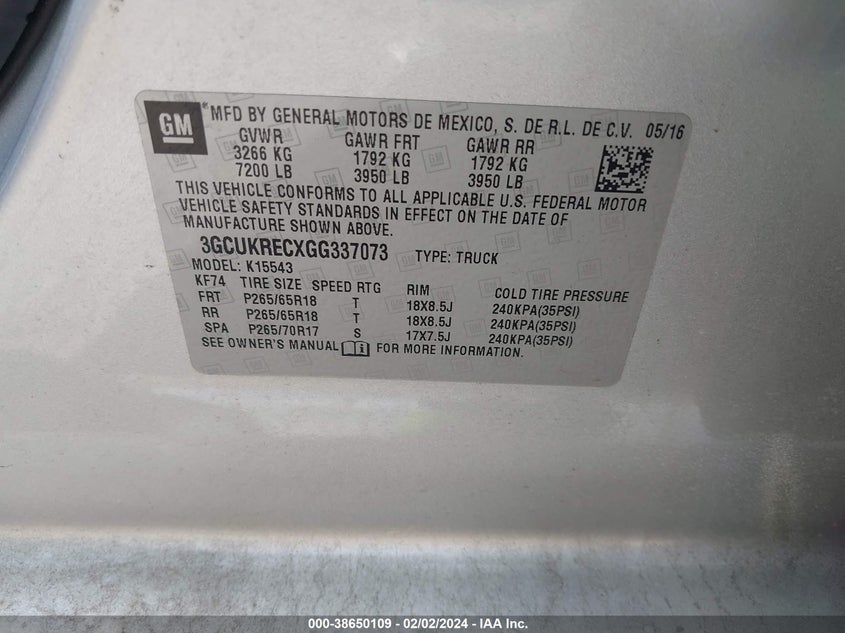 GM
MFD BY GENERAL MOTORS DE MEXICO, S. DE R.L. DE C.V. 05/16
GVWR GAWR FRT GAWR RR
3266 KG 1792 KG 1792 KG
7200 LB 3950 LB 3950 LB
THIS VEHICLE CONFORMS TO ALL APPLICABLE U.S. FEDERAL MOTOR
VEHICLE SAFETY STANDARDS IN EFFECT ON THE DATE OF
MANUFACTURE SHOWN ABOVE.
3GCUKRECXGG337073 TYPE: TRUCK
MODEL: K15543
KF74 TIRE SIZE SPEED RTG RIM COLD TIRE PRESSURE
FRT P265/65R18 T 18X8.5J 240KPA(35PSI)
RR P265/65R18 T 18X8.5J 240KPA(35PSI)
SPA P265/70R17 S 17X7.5J 240KPA(35PSI)
SEE OWNER'S MANUAL FOR MORE INFORMATION.
000-38650109 - 02/02/2024 - IAA Inc.